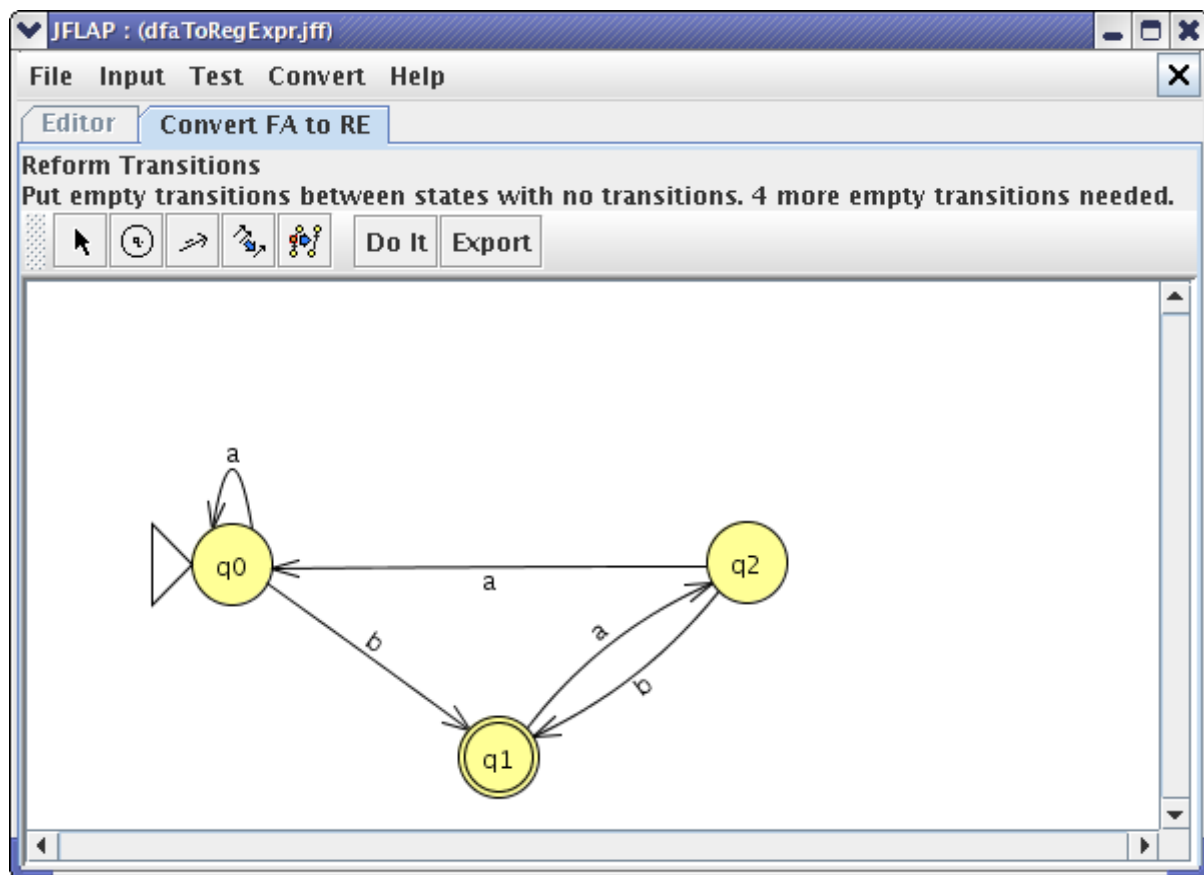 JFLAP : (dfaToRegExpr.jff)
File Input Test Convert Help
Editor Convert FA to RE
Reform Transitions
Put empty transitions between states with no transitions. 4 more empty transitions needed.
Do It Export
a
q0
q2
a
b
a
b
q1